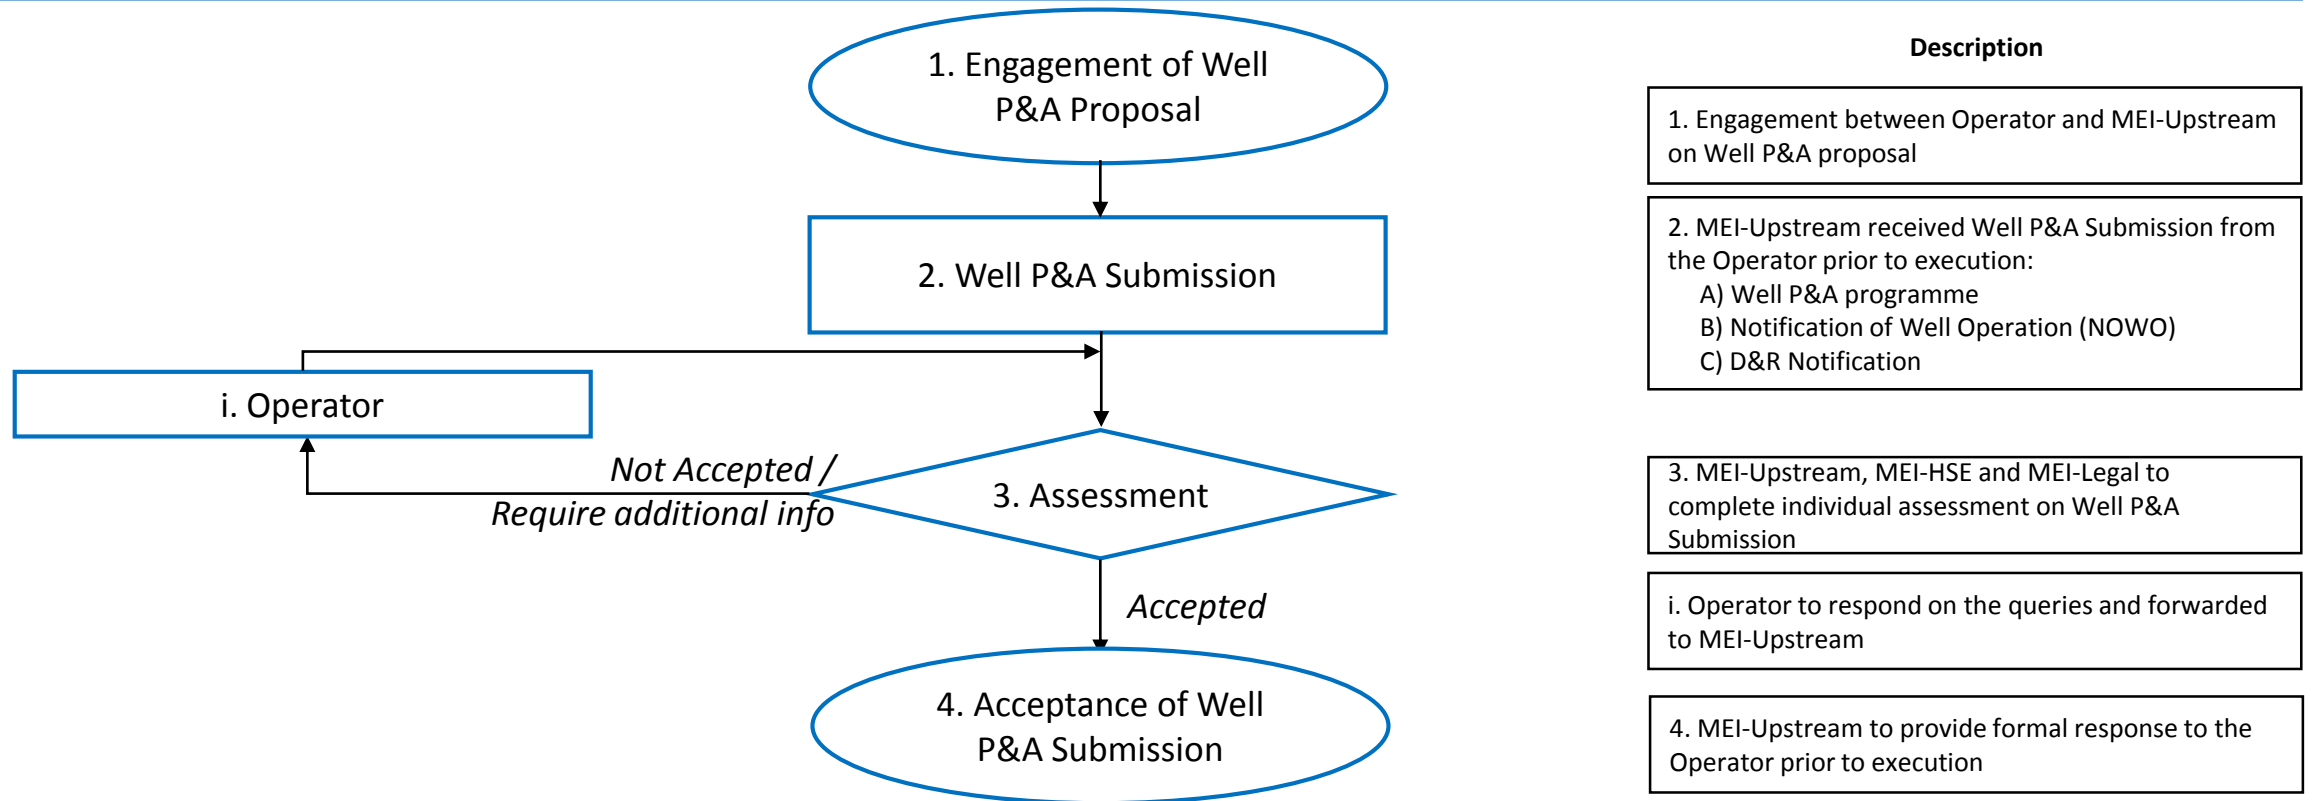 1. Engagement of Well
P&A Proposal
2. Well P&A Submission
i. Operator
Not Accepted /
Require additional info
3. Assessment
Accepted
4. Acceptance of Well
P&A Submission
Description
1. Engagement between Operator and MEI-Upstream
on Well P&A proposal
2. MEI-Upstream received Well P&A Submission from
the Operator prior to execution:
A) Well P&A programme
B) Notification of Well Operation (NOWO)
C) D&R Notification
3. MEI-Upstream, MEI-HSE and MEI-Legal to
complete individual assessment on Well P&A
Submission
i. Operator to respond on the queries and forwarded
to MEI-Upstream
4. MEI-Upstream to provide formal response to the
Operator prior to execution